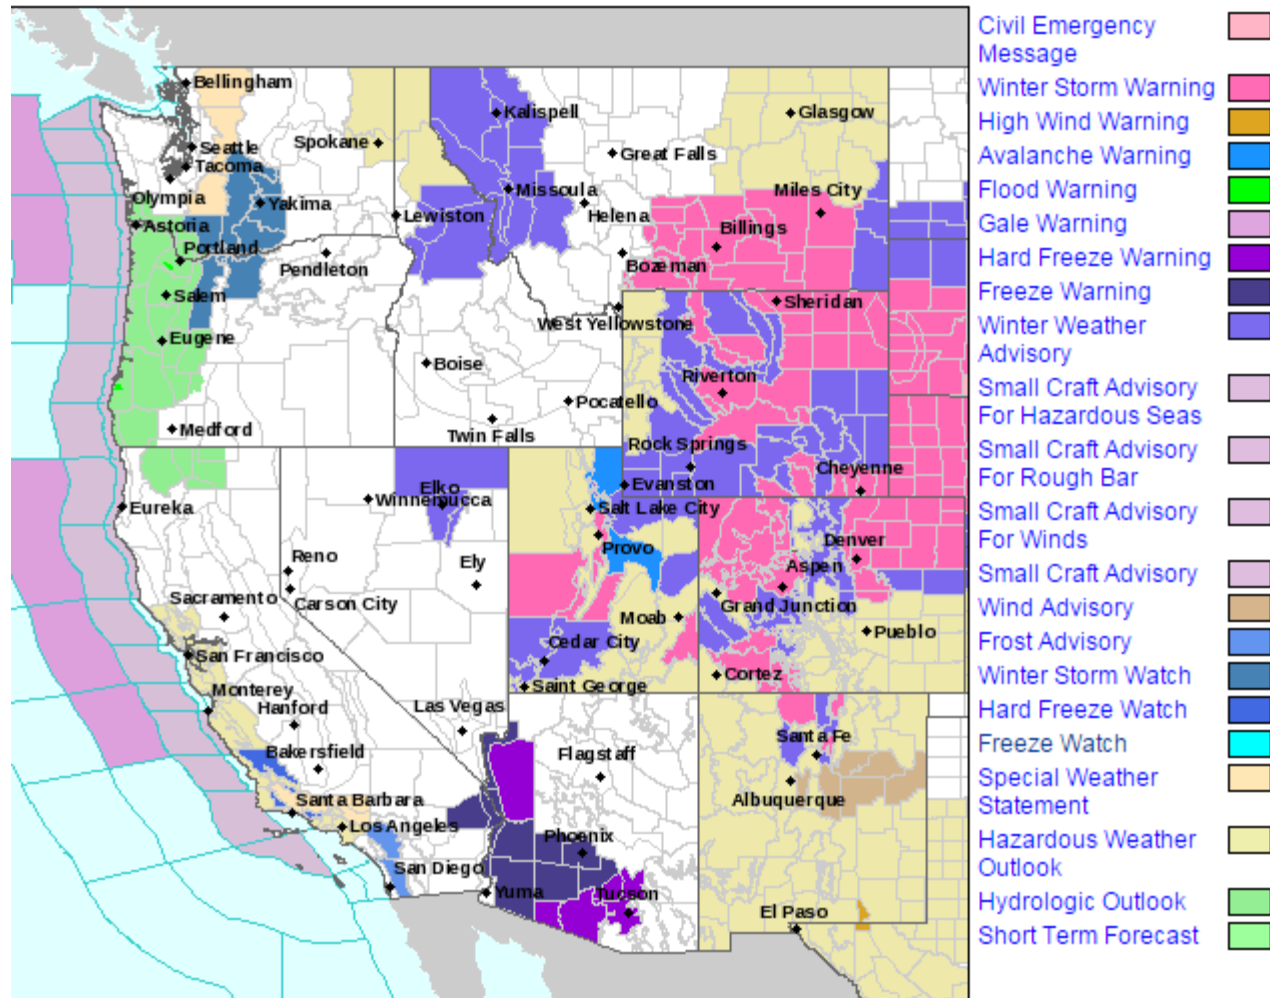 Bellingham
Seattle
Tacoma
Olympia
Spokane
Yakima
Astoria
Portland
Pendleton
Salem
Eugene
Medford
Kalispell
Missoula
Lewiston
Great Falls
Helena
Bozeman
Glasgow
Miles City
Billings
West Yellowstone
Boise
Pocatello
Twin Falls
Sheridan
Riverton
Rock Springs
Cheyenne
Evanston
Eureka
Elko
Winnemucca
Reno
Carson City
Ely
Salt Lake City
Provo
Moab
Cedar City
Saint George
Denver
Aspen
Grand Junction
Pueblo
Cortez
Sacramento
San Francisco
Monterey
Hanford
Bakersfield
Las Vegas
Santa Barbara
Los Angeles
San Diego
Flagstaff
Phoenix
Yuma
Tucson
Santa Fe
Albuquerque
El Paso
Civil Emergency
Message
Winter Storm Warning
High Wind Warning
Avalanche Warning
Flood Warning
Gale Warning
Hard Freeze Warning
Freeze Warning
Winter Weather
Advisory
Small Craft Advisory
For Hazardous Seas
Small Craft Advisory
For Rough Bar
Small Craft Advisory
For Winds
Small Craft Advisory
Wind Advisory
Frost Advisory
Winter Storm Watch
Hard Freeze Watch
Freeze Watch
Special Weather
Statement
Hazardous Weather
Outlook
Hydrologic Outlook
Short Term Forecast